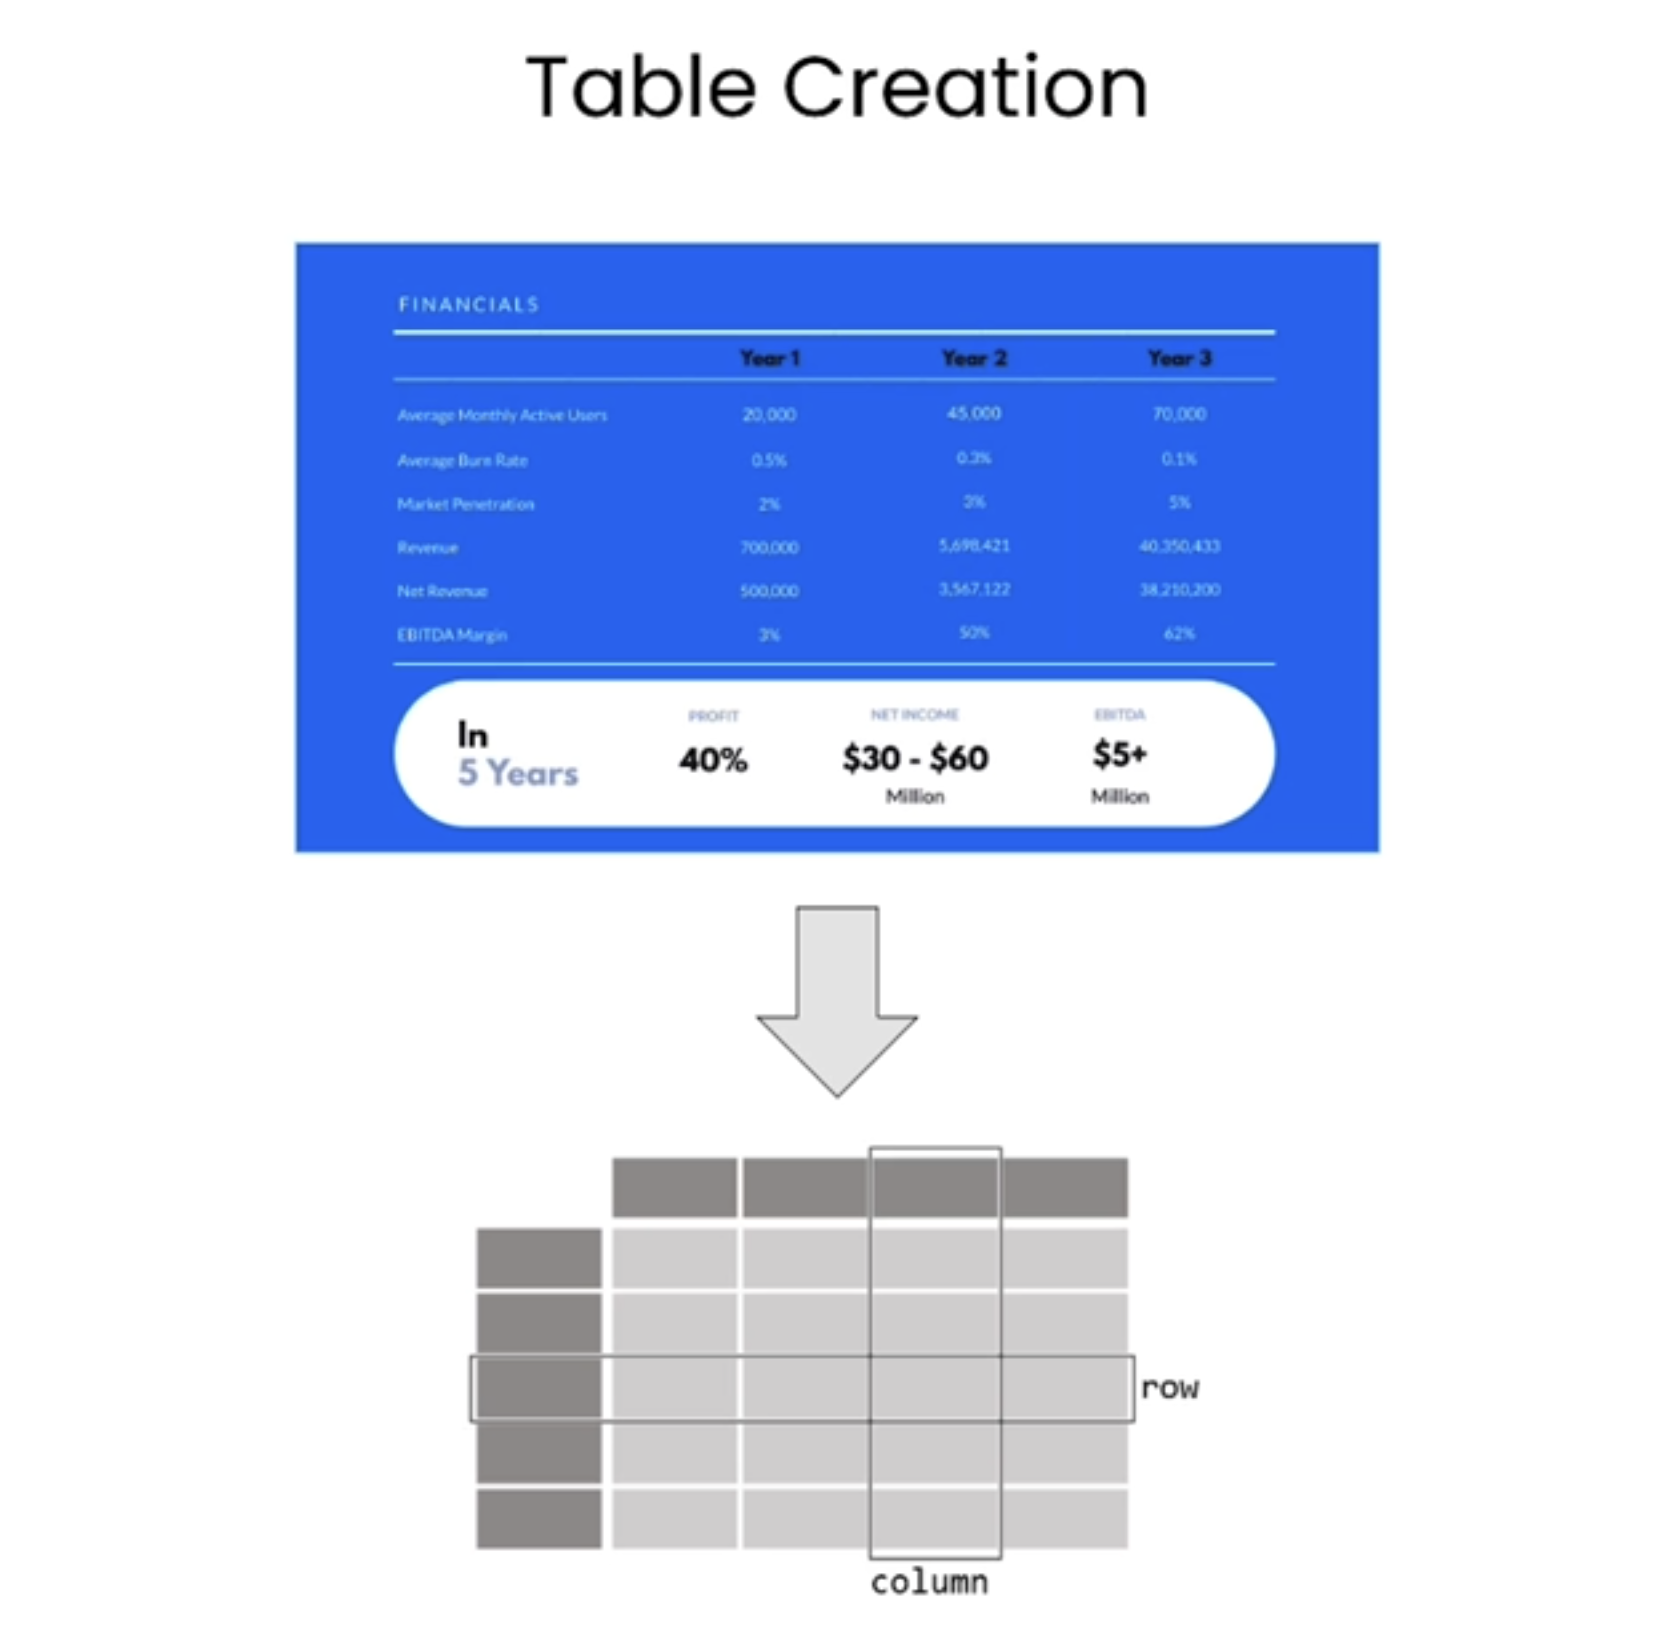 Table Creation
FINANCIALS
Year 1 Year 2 Year 3
Average Monthly Active Users 20,000 45,000 70,000
Average Burn Rate 0.5% 0.3% 0.1%
Market Penetration 2% 3% 5%
Revenue 700,000 5,698,421 40,350,433
Net Revenue 500,000 3,567,122 38,210,200
EBITDA Margin 3% 50% 62%
In
5 Years
PROFIT
40%
NET INCOME
$30 - $60
Million
EBITDA
$5+
Million
row
column